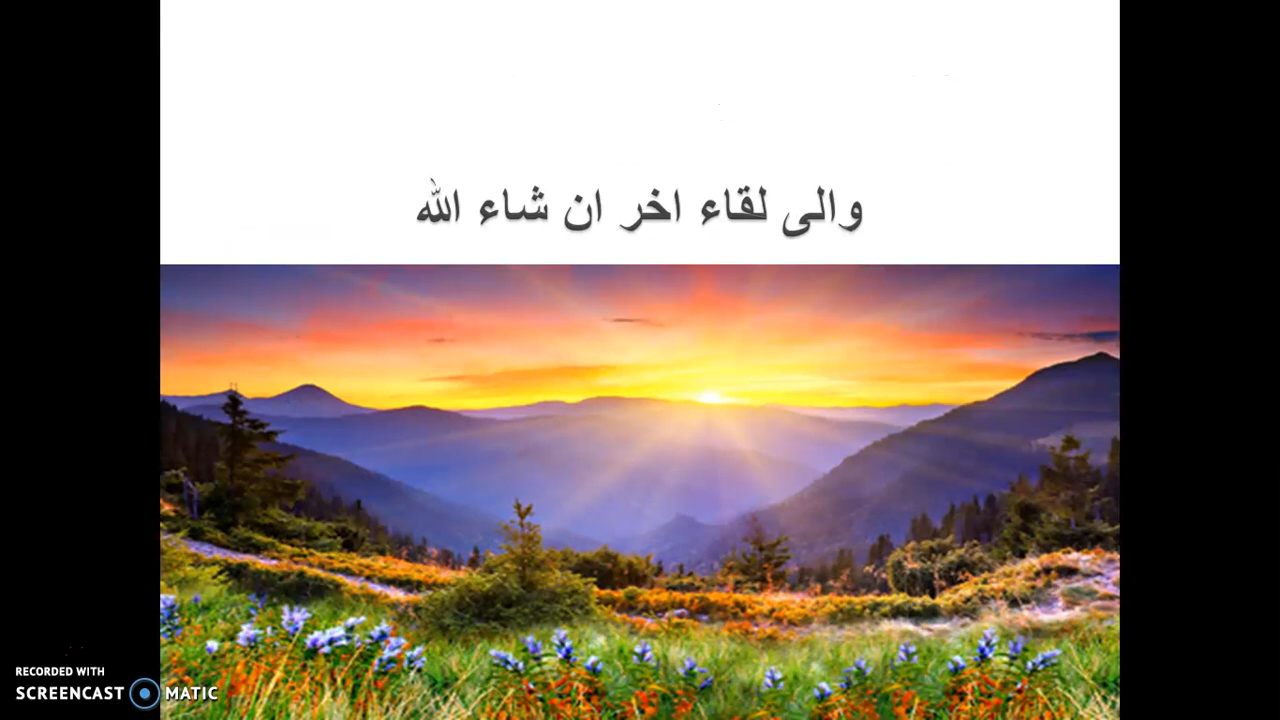 والى لقاء اخر ان شاء الله
RECORDED WITH
SCREENCAST MATIC